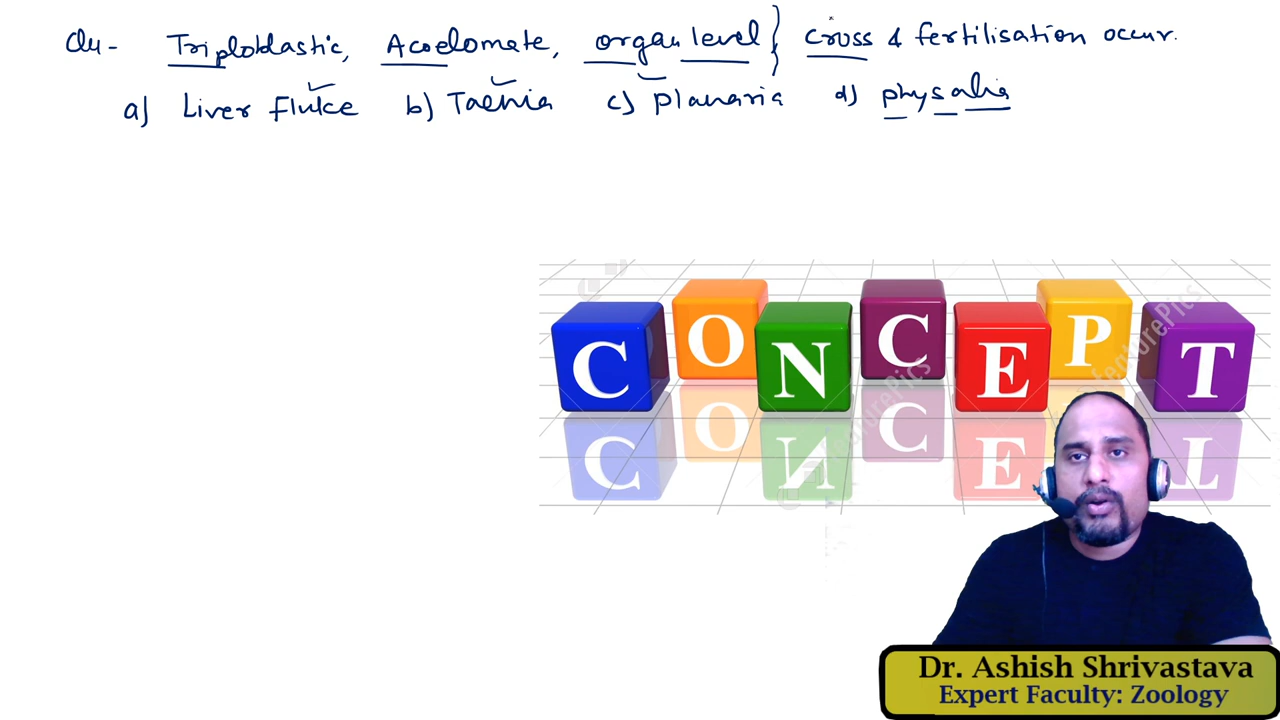 Qu- Triploblastic, Acoelomate, organ level } cross & fertilisation occur.
a) Liver fluke b) Taenia c) Planaria d) physalia
CONCEPT
Dr. Ashish Shrivastava
Expert Faculty: Zoology